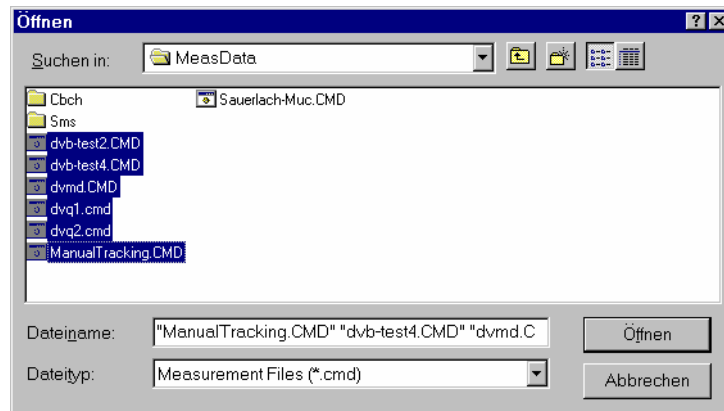 Öffnen
Suchen in: MeasData
Cbch
Sms
dvb-test2.CMD
dvb-test4.CMD
dvmd.CMD
dvq1.cmd
dvq2.cmd
ManualTracking.CMD
Sauerlach-Muc.CMD
Dateiname: "ManualTracking.CMD" "dvb-test4.CMD" "dvmd.C Öffnen
Dateityp: Measurement Files (*.cmd) Abbrechen